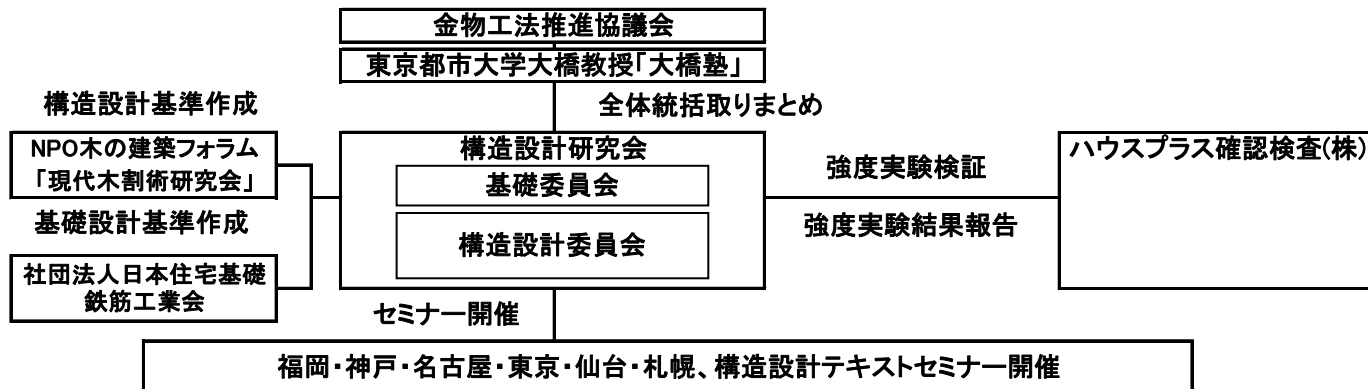 金物工法推進協議会
東京都市大学大橋教授「大橋塾」
構造設計基準作成
全体統括取りまとめ
NPO木の建築フォラム
「現代木割術研究会」
基礎設計基準作成
社団法人日本住宅基礎
鉄筋工業会
構造設計研究会
基礎委員会
構造設計委員会
強度実験検証
強度実験結果報告
ハウスプラス確認検査(株)
セミナー開催
福岡・神戸・名古屋・東京・仙台・札幌、構造設計テキストセミナー開催